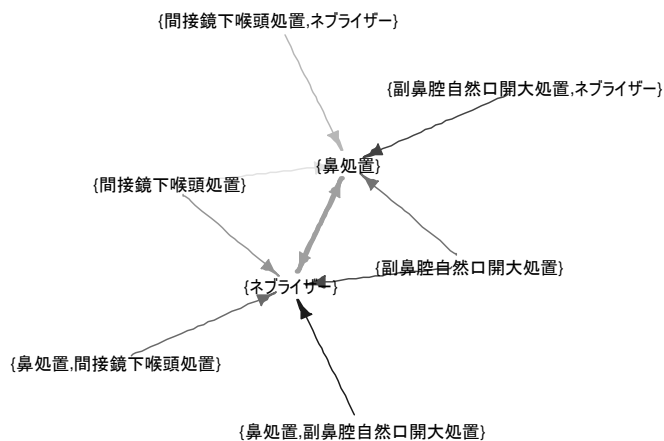 {間接鏡下喉頭処置,ネブライザー}
{副鼻腔自然口開大処置,ネブライザー}
{鼻処置}
{間接鏡下喉頭処置}
{副鼻腔自然口開大処置}
{ネブライザー}
{鼻処置,間接鏡下喉頭処置}
{鼻処置,副鼻腔自然口開大処置}